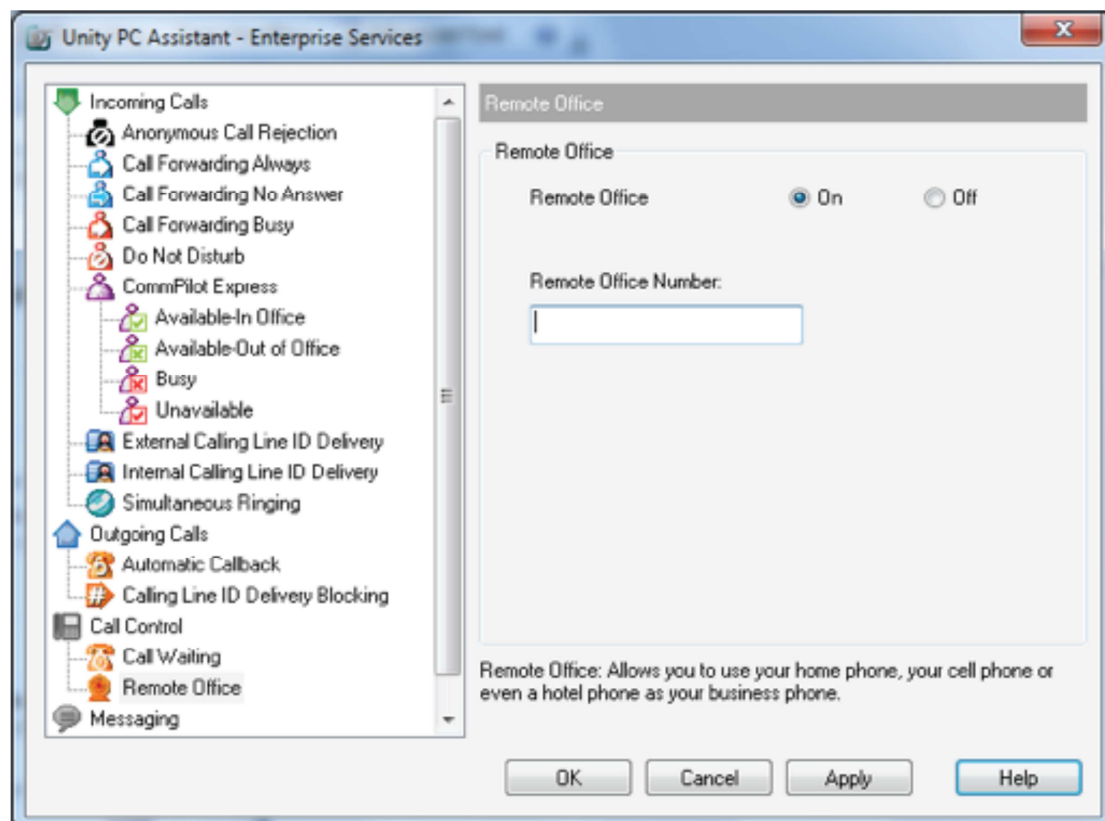 Unity PC Assistant - Enterprise Services
Incoming Calls
Anonymous Call Rejection
Call Forwarding Always
Call Forwarding No Answer
Call Forwarding Busy
Do Not Disturb
CommPilot Express
Available-In Office
Available-Out of Office
Busy
Unavailable
External Calling Line ID Delivery
Internal Calling Line ID Delivery
Simultaneous Ringing
Outgoing Calls
Automatic Callback
Calling Line ID Delivery Blocking
Call Control
Call Waiting
Remote Office
Messaging
Remote Office
Remote Office
Remote Office On Off
Remote Office Number:
Remote Office: Allows you to use your home phone, your cell phone or
even a hotel phone as your business phone.
OK Cancel Apply Help